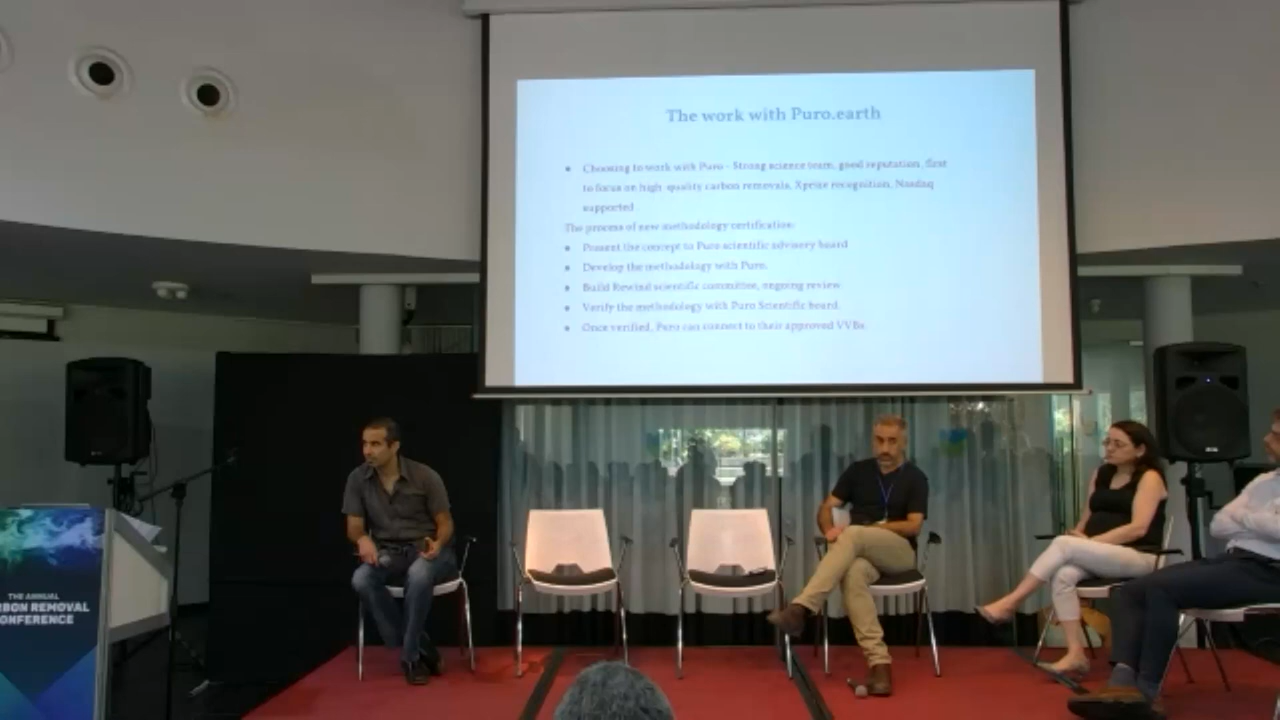 The work with Puro.earth
● Choosing to work with Puro - Strong science team, good reputation, first
to focus on high quality carbon removals, Xprize recognition, Nasdaq
supported
The process of new methodology certification:
● Present the concept to Puro scientific advisory board
● Develop the methodology with Puro.
● Build Rewind scientific committee, ongoing review
● Verify the methodology with Puro Scientific board.
● Once verified, Puro can connect to their approved VVBs.
THE ANNUAL
RBON REMOVAL
ONFERENCE